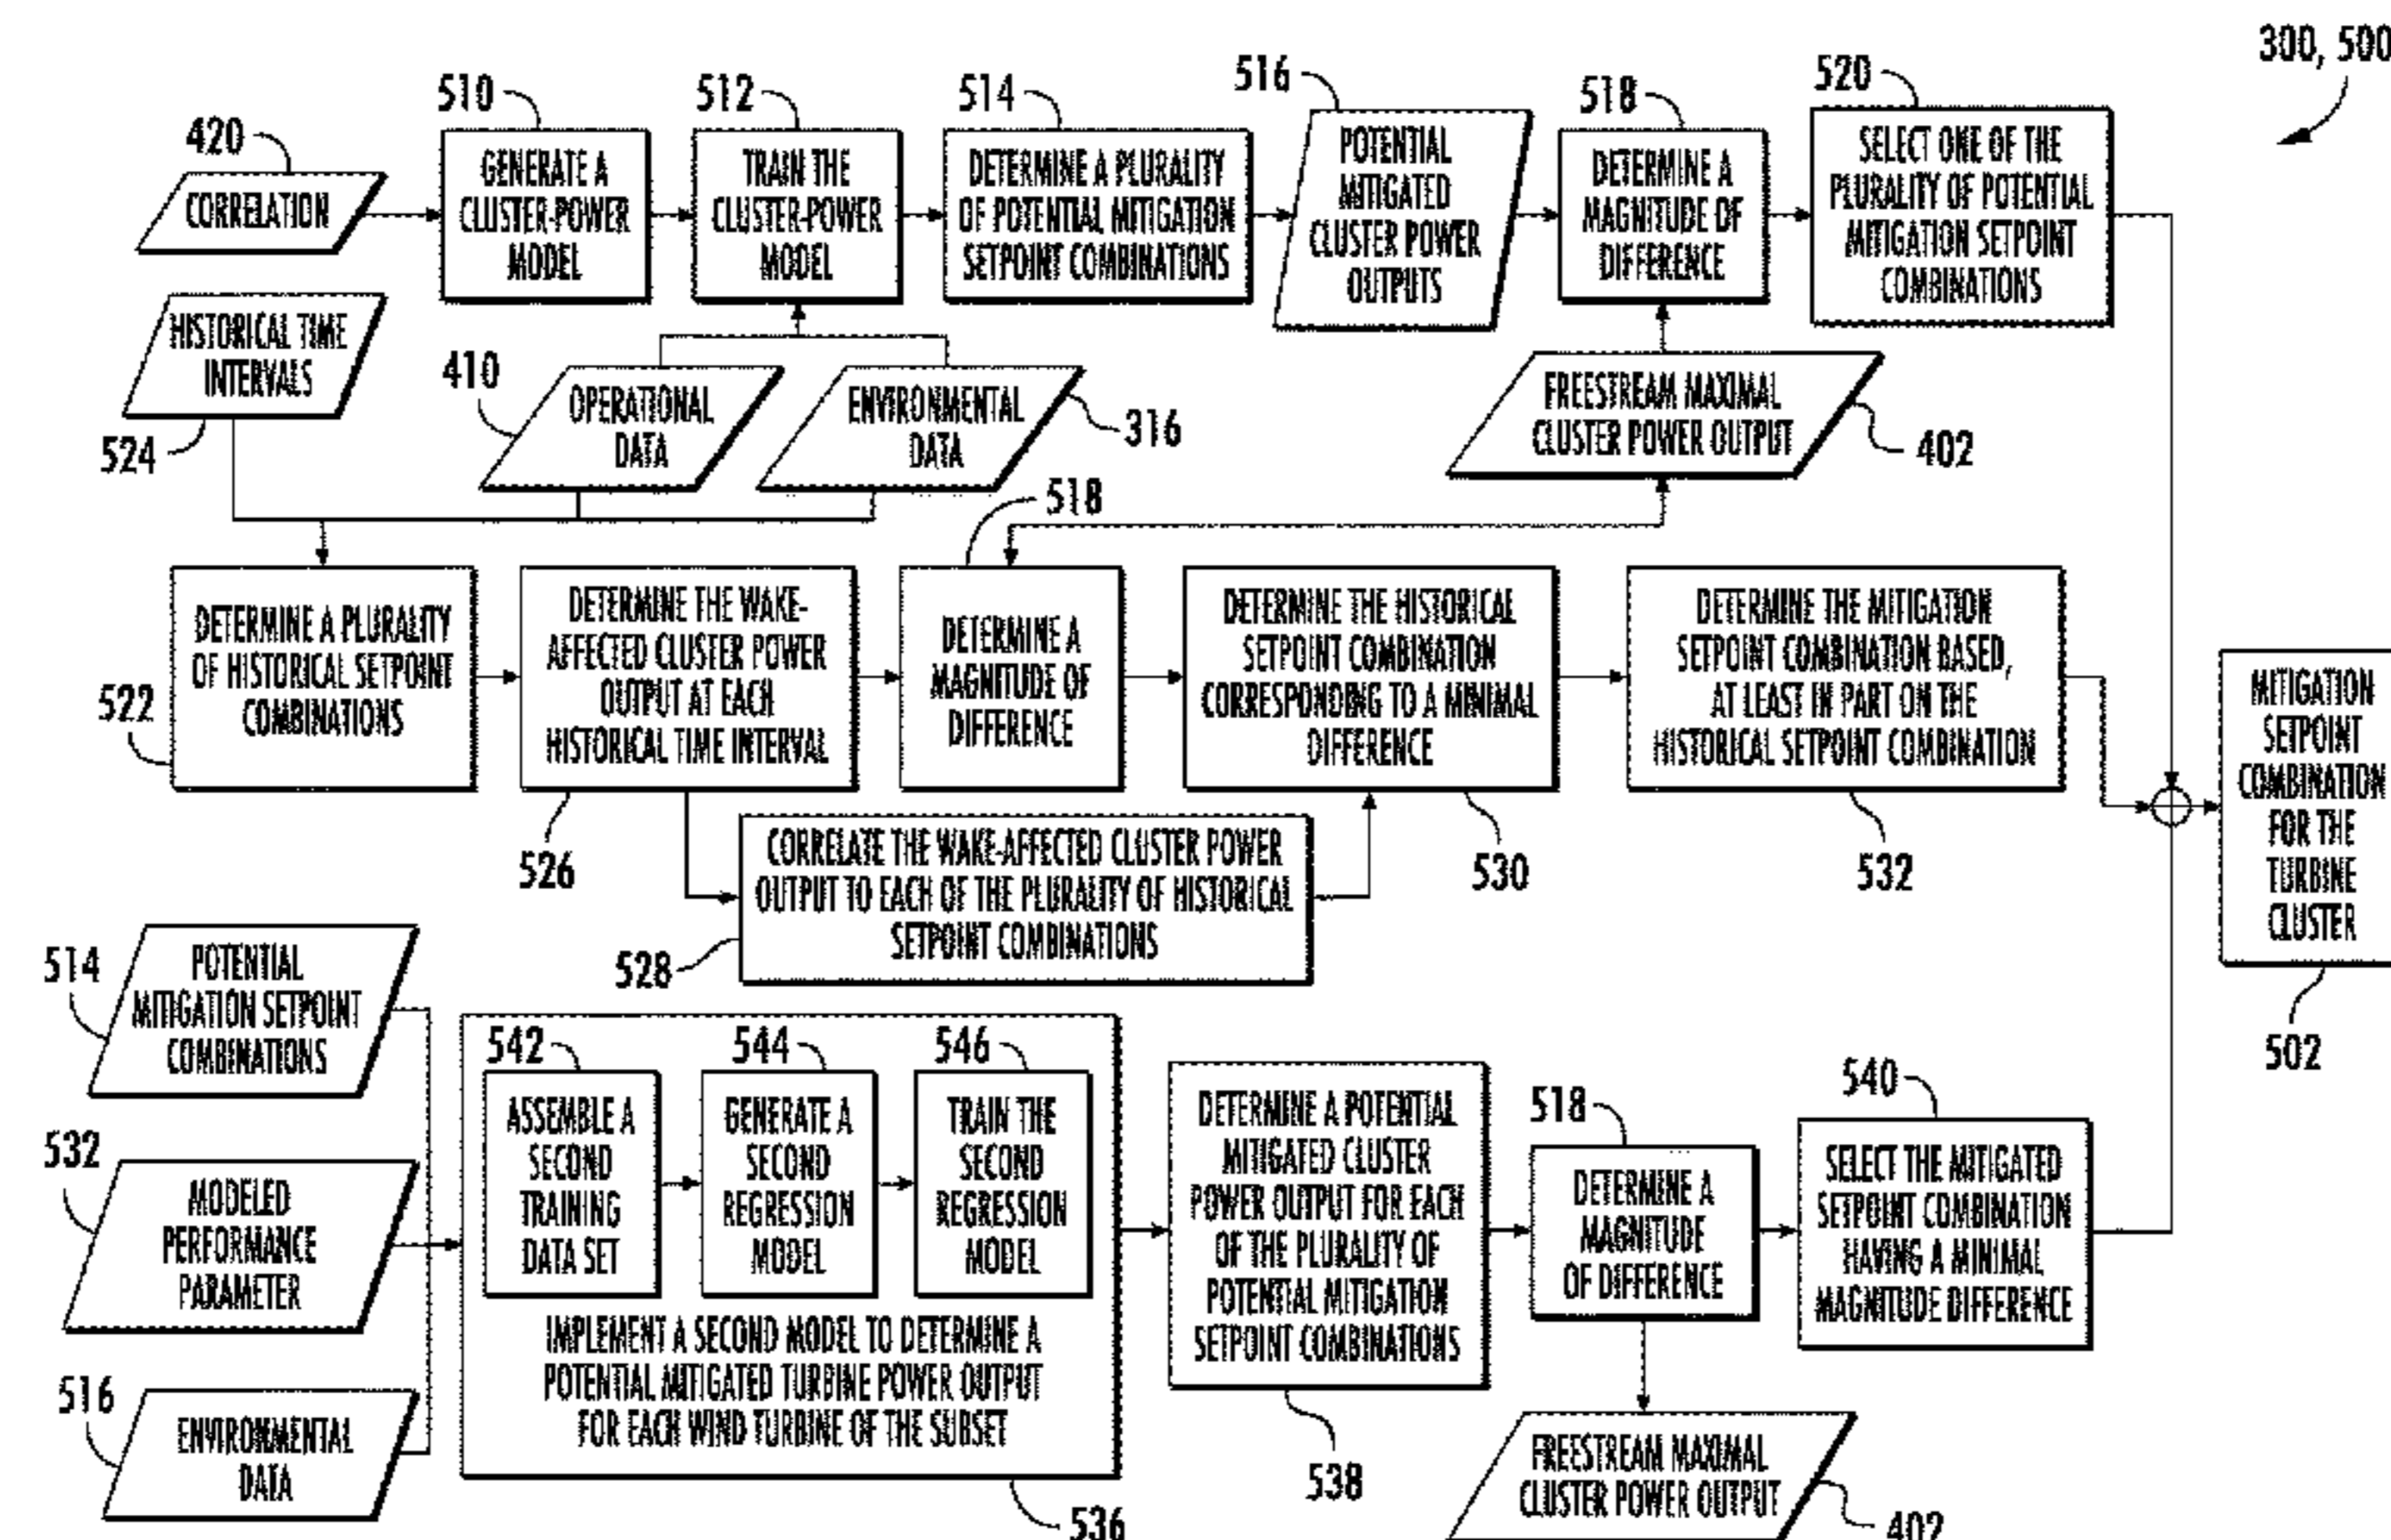 300, 500
420
CORRELATION
510
GENERATE A
CLUSTER-POWER
MODEL
512
TRAIN THE
CLUSTER-POWER
MODEL
514
DETERMINE A PLURALITY
OF POTENTIAL MITIGATION
SETPOINT COMBINATIONS
516
POTENTIAL
MITIGATED
CLUSTER POWER
OUTPUTS
518
DETERMINE A
MAGNITUDE OF
DIFFERENCE
520
SELECT ONE OF THE
PLURALITY OF POTENTIAL
MITIGATION SETPOINT
COMBINATIONS
HISTORICAL TIME
INTERVALS
524
410
OPERATIONAL
DATA
ENVIRONMENTAL
DATA
316
FREESTREAM MAXIMAL
CLUSTER POWER OUTPUT
402
522
DETERMINE A PLURALITY
OF HISTORICAL SETPOINT
COMBINATIONS
DETERMINE THE WAKE-
AFFECTED CLUSTER POWER
OUTPUT AT EACH
HISTORICAL TIME INTERVAL
526
518
DETERMINE A
MAGNITUDE OF
DIFFERENCE
DETERMINE THE HISTORICAL
SETPOINT COMBINATION
CORRESPONDING TO A MINIMAL
DIFFERENCE
530
DETERMINE THE MITIGATION
SETPOINT COMBINATION BASED,
AT LEAST IN PART ON THE
HISTORICAL SETPOINT COMBINATION
532
CORRELATE THE WAKE-AFFECTED CLUSTER POWER
OUTPUT TO EACH OF THE PLURALITY OF HISTORICAL
SETPOINT COMBINATIONS
528
MITIGATION
SETPOINT
COMBINATION
FOR THE
TURBINE
CLUSTER
502
514
POTENTIAL
MITIGATION SETPOINT
COMBINATIONS
532
MODELED
PERFORMANCE
PARAMETER
516
ENVIRONMENTAL
DATA
542
ASSEMBLE A
SECOND
TRAINING
DATA SET
544
GENERATE A
SECOND
REGRESSION
MODEL
546
TRAIN THE
SECOND
REGRESSION
MODEL
IMPLEMENT A SECOND MODEL TO DETERMINE A
POTENTIAL MITIGATED TURBINE POWER OUTPUT
FOR EACH WIND TURBINE OF THE SUBSET
536
DETERMINE A POTENTIAL
MITIGATED CLUSTER
POWER OUTPUT FOR EACH
OF THE PLURALITY OF
POTENTIAL MITIGATION
SETPOINT COMBINATIONS
538
518
DETERMINE A
MAGNITUDE
OF DIFFERENCE
540
SELECT THE MITIGATED
SETPOINT COMBINATION
HAVING A MINIMAL
MAGNITUDE DIFFERENCE
FREESTREAM MAXIMAL
CLUSTER POWER OUTPUT
402